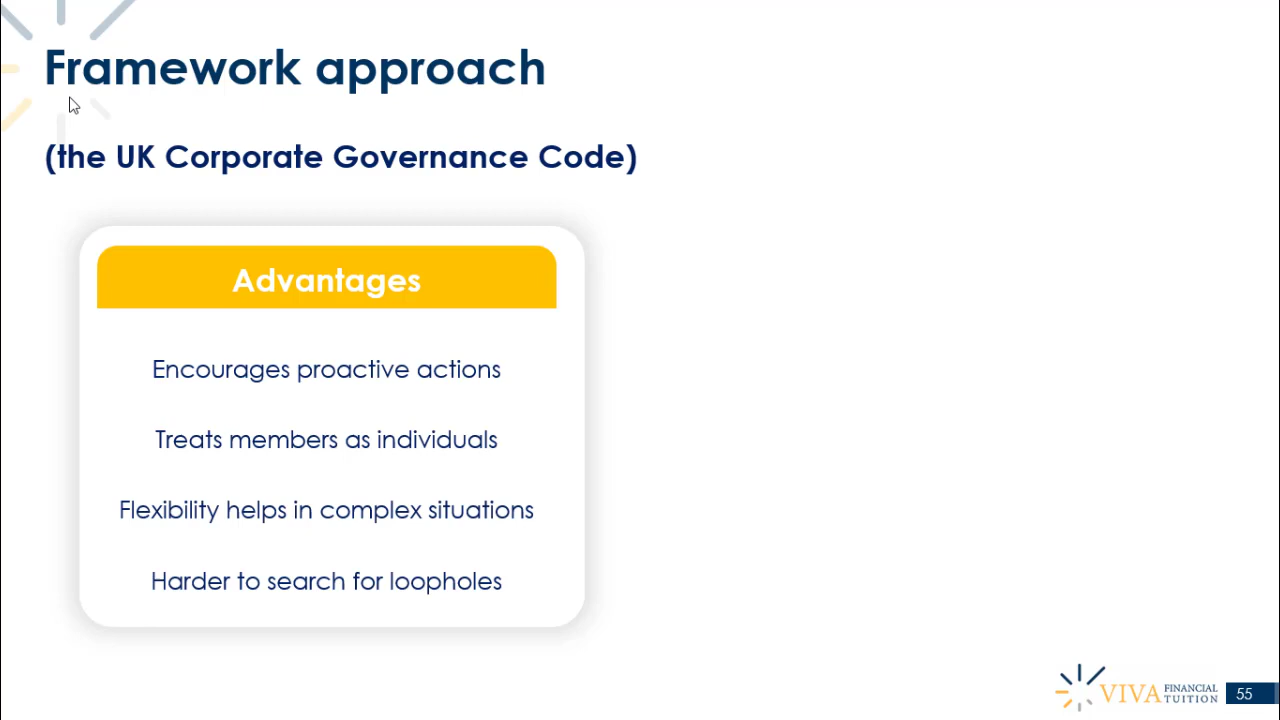 Framework approach
(the UK Corporate Governance Code)
Advantages
Encourages proactive actions
Treats members as individuals
Flexibility helps in complex situations
Harder to search for loopholes
VIVA FINANCIAL TUITION
55